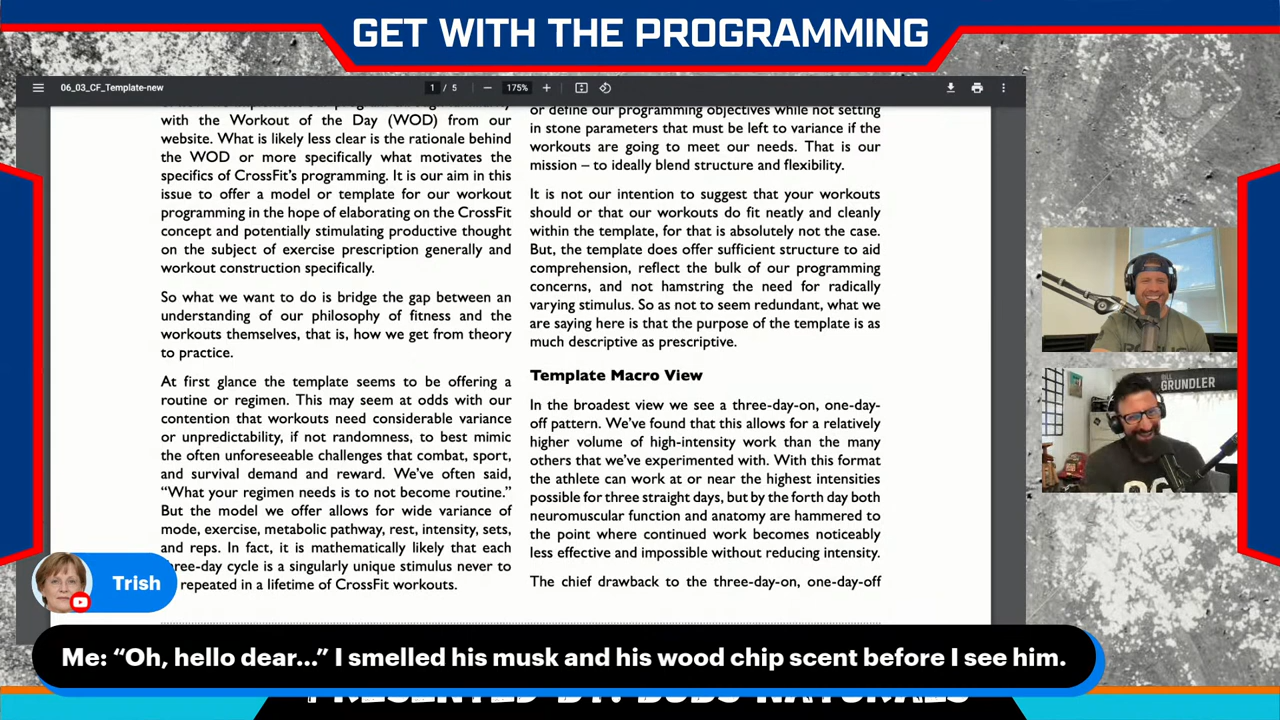 GET WITH THE PROGRAMMING
06_03_CF_Template-new
1 / 5
175%
with the Workout of the Day (WOD) from our
website. What is likely less clear is the rationale behind
the WOD or more specifically what motivates the
specifics of CrossFit's programming. It is our aim in this
issue to offer a model or template for our workout
programming in the hope of elaborating on the CrossFit
concept and potentially stimulating productive thought
on the subject of exercise prescription generally and
workout construction specifically.
So what we want to do is bridge the gap between an
understanding of our philosophy of fitness and the
workouts themselves, that is, how we get from theory
to practice.
At first glance the template seems to be offering a
routine or regimen. This may seem at odds with our
contention that workouts need considerable variance
or unpredictability, if not randomness, to best mimic
the often unforeseeable challenges that combat, sport,
and survival demand and reward. We've often said,
“What your regimen needs is to not become routine.”
But the model we offer allows for wide variance of
mode, exercise, metabolic pathway, rest, intensity, sets,
and reps. In fact, it is mathematically likely that each
three-day cycle is a singularly unique stimulus never to
repeated in a lifetime of CrossFit workouts.
or define our programming objectives while not setting
in stone parameters that must be left to variance if the
workouts are going to meet our needs. That is our
mission – to ideally blend structure and flexibility.
It is not our intention to suggest that your workouts
should or that our workouts do fit neatly and cleanly
within the template, for that is absolutely not the case.
But, the template does offer sufficient structure to aid
comprehension, reflect the bulk of our programming
concerns, and not hamstring the need for radically
varying stimulus. So as not to seem redundant, what we
are saying here is that the purpose of the template is as
much descriptive as prescriptive.
Template Macro View
In the broadest view we see a three-day-on, one-day-
off pattern. We've found that this allows for a relatively
higher volume of high-intensity work than the many
others that we've experimented with. With this format
the athlete can work at or near the highest intensities
possible for three straight days, but by the forth day both
neuromuscular function and anatomy are hammered to
the point where continued work becomes noticeably
less effective and impossible without reducing intensity.
The chief drawback to the three-day-on, one-day-off
BILL
GRUNDLER
Trish
Me: “Oh, hello dear...” I smelled his musk and his wood chip scent before I see him.
PRESENTED BY: BUBS NATURALS